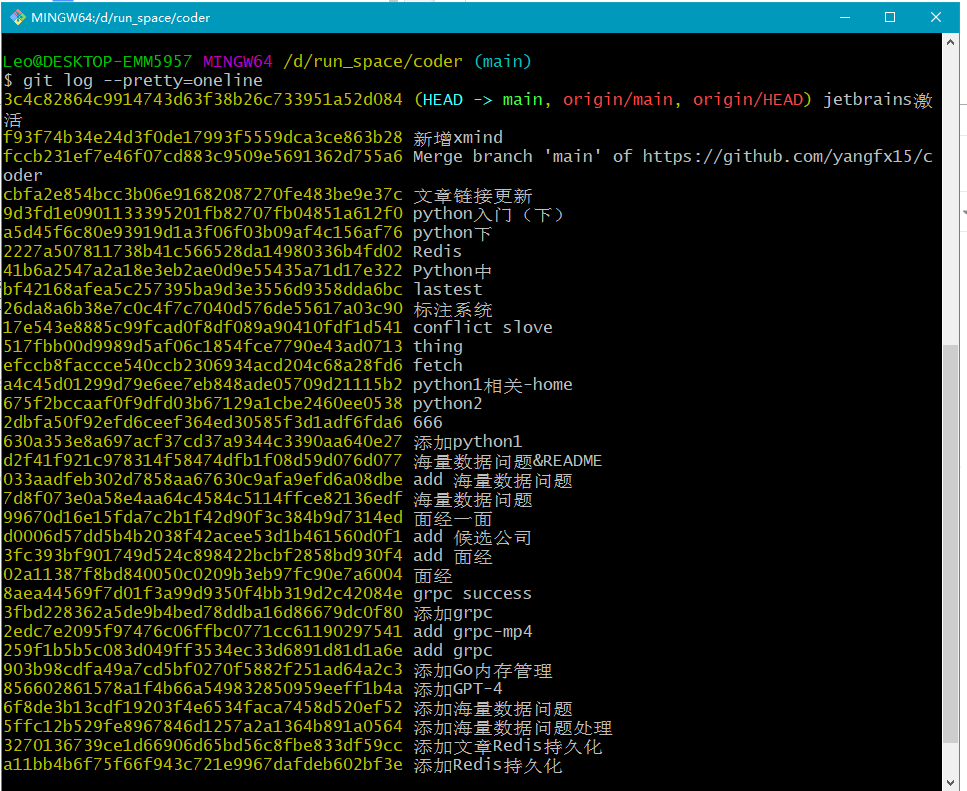 MINGW64:/d/run_space/coder
Leo@DESKTOP-EMM5957 MINGW64 /d/run_space/coder (main)
$ git log --pretty=oneline
3c4c82864c9914743d63f38b26c733951a52d084 (HEAD -> main, origin/main, origin/HEAD) jetbrains激
活
f93f74b34e24d3f0de17993f5559dca3ce863b28 新增xmind
fccb231ef7e46f07cd883c9509e5691362d755a6 Merge branch 'main' of https://github.com/yangfx15/c
oder
cbfa2e854bcc3b06e91682087270fe483be9e37c 文章链接更新
9d3fd1e0901133395201fb82707fb04851a612f0 python入门（下）
a5d45f6c80e93919d1a3f06f03b09af4c156af76 python下
2227a507811738b41c566528da14980336b4fd02 Redis
41b6a2547a2a18e3eb2ae0d9e55435a71d17e322 Python中
bf42168afea5c257395ba9d3e3556d9358dda6bc lastest
26da8a6b38e7c0c4f7c7040d576de55617a03c90 标注系统
17e543e8885c99fcad0f8df089a90410fdf1d541 conflict slove
517fbb00d9989d5af06c1854fce7790e43ad0713 thing
efccb8faccce540ccb2306934acd204c68a28fd6 fetch
a4c45d01299d79e6ee7eb848ade05709d21115b2 python1相关-home
675f2bccaaf0f9dfd03b67129a1cbe2460ee0538 python2
2dbfa50f92efd6ceef364ed30585f3d1adf6fda6 666
630a353e8a697acf37cd37a9344c3390aa640e27 添加python1
d2f41f921c978314f58474dfb1f08d59d076d077 海量数据问题&README
033aadfeb302d7858aa67630c9afa9efd6a08dbe add 海量数据问题
7d8f073e0a58e4aa64c4584c5114ffce82136edf 海量数据问题
99670d16e15fda7c2b1f42d90f3c384b9d7314ed 面经一面
d0006d57dd5b4b2038f42acee53d1b461560d0f1 add 候选公司
3fc393bf901749d524c898422bcbf2858bd930f4 add 面经
02a11387f8bd840050c0209b3eb97fc90e7a6004 面经
8aea44569f7d01f3a99d9350f4bb319d2c42084e grpc success
3fbd228362a5de9b4bed78ddba16d86679dc0f80 添加grpc
2edc7e2095f97476c06ffbc0771cc61190297541 add grpc-mp4
259f1b5b5c083d049ff3534ec33d6891d81d1a6e add grpc
903b98cdfa49a7cd5bf0270f5882f251ad64a2c3 添加Go内存管理
856602861578a1f4b66a549832850959eeff1b4a 添加GPT-4
6f8de3b13cdf19203f4e6534faca7458d520ef52 添加海量数据问题
5ffc12b529fe8967846d1257a2a1364b891a0564 添加海量数据问题处理
3270136739ce1d66906d65bd56c8fbe833df59cc 添加文章Redis持久化
a11bb4b6f75f66f943c721e9967dafdeb602bf3e 添加Redis持久化